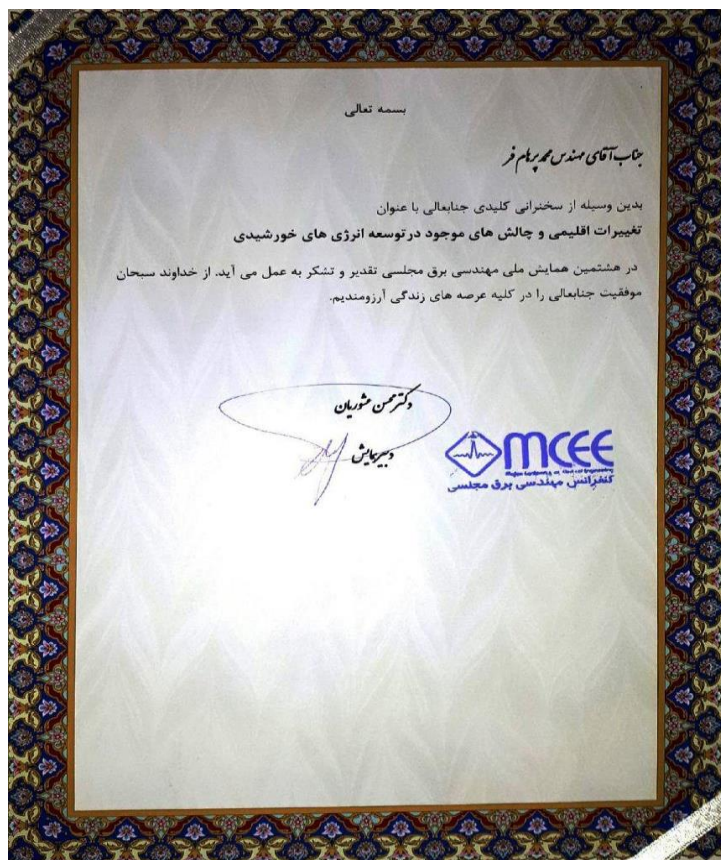 بسمه تعالی
جناب آقای مهندس محمد پرهام فر
بدین وسیله از سخنرانی کلیدی جنابعالی با عنوان
تغییرات اقلیمی و چالش های موجود درتوسعه انرژی های خورشیدی
در هشتمین همایش ملی مهندسی برق مجلسی تقدیر و تشکر به عمل می آید. از خداوند سبحان
موفقیت جنابعالی را در کلیه عرصه های زندگی آرزومندیم.
دکتر محسن عشوریان
دبیر همایش
MCEE
کنفرانس مهندسی برق مجلسی